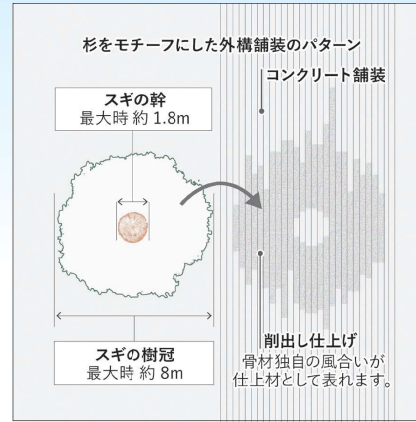 杉をモチーフにした外構舗装のパターン
コンクリート舗装
スギの幹
最大時 約 1.8m
スギの樹冠
最大時 約 8m
削出し仕上げ
骨材独自の風合いが
仕上材として表れます。